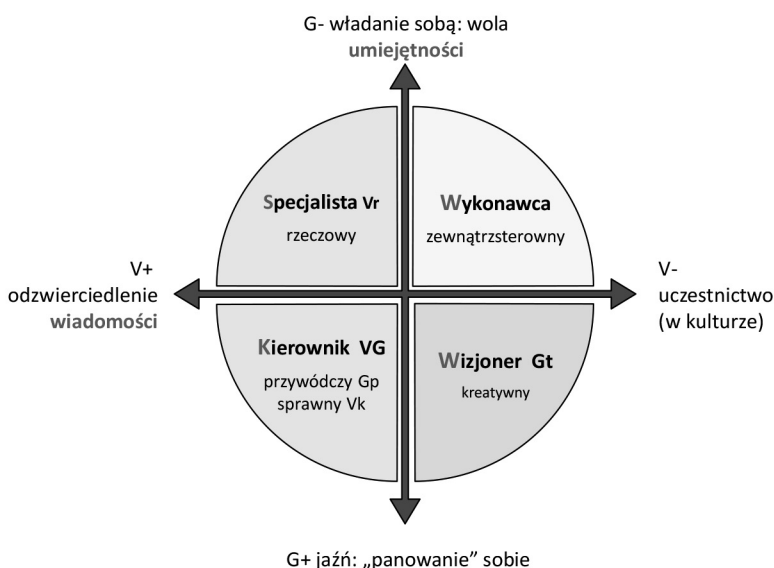 G- władanie sobą: wola
umiejętności
Specjalista Vr
rzeczowy
Wykonawca
zewnątrzsterowny
V+
odzwierciedlenie
wiadomości
V-
uczestnictwo
(w kulturze)
Kierownik VG
przywódczy Gp
sprawny Vk
Wizjoner Gt
kreatywny
G+ jaźń: „panowanie” sobie